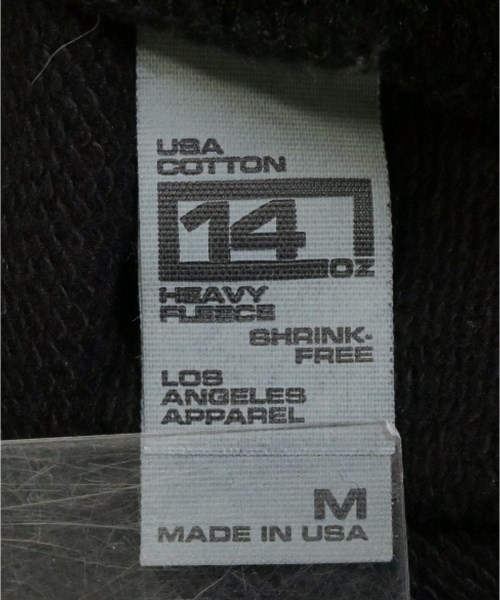 USA
COTTON
14
OZ
HEAVY
FLEECE
SHRINK-
FREE
LOS
ANGELES
APPAREL
M
MADE IN USA